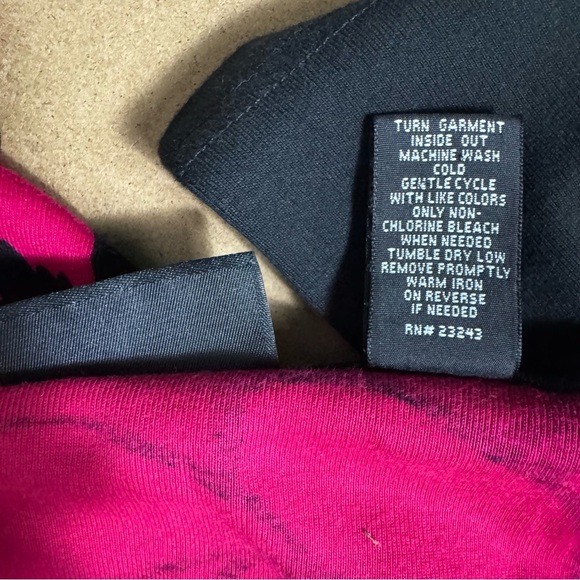 TURN GARMENT
INSIDE OUT
MACHINE WASH
COLD
GENTLE CYCLE
WITH LIKE COLORS
ONLY NON-
CHLORINE BLEACH
WHEN NEEDED
TUMBLE DRY LOW
REMOVE PROMPTLY
WARM IRON
ON REVERSE
IF NEEDED
RN# 23243